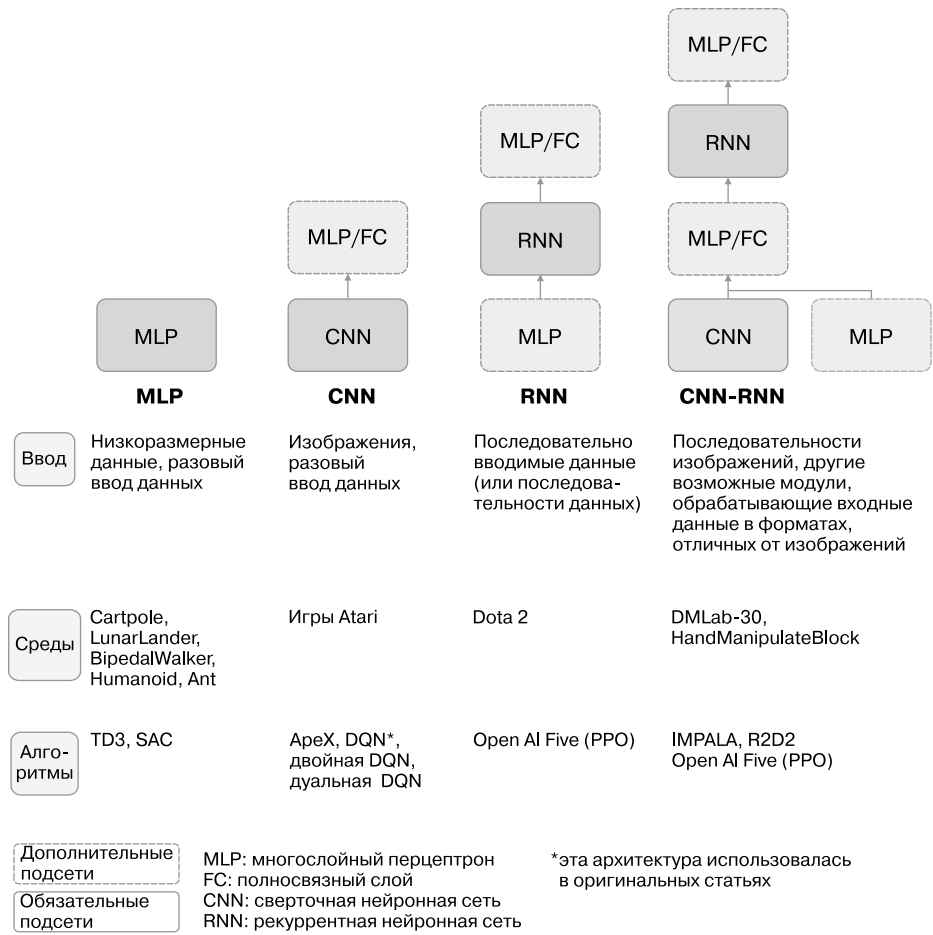 MLP/FC
MLP/FC
RNN
MLP/FC
RNN
MLP/FC
MLP
CNN
MLP
CNN
MLP
MLP
CNN
RNN
CNN-RNN
Ввод
Низкоразмерные
данные, разовый
ввод данных
Изображения,
разовый
ввод данных
Последовательно
вводимые данные
(или последова-
тельности данных)
Последовательности
изображений, другие
возможные модули,
обрабатывающие входные
данные в форматах,
отличных от изображений
Среды
Cartpole,
LunarLander,
BipedalWalker,
Humanoid, Ant
Игры Atari
Dota 2
DMLab-30,
HandManipulateBlock
Алго-
ритмы
TD3, SAC
ApeX, DQN*,
двойная DQN,
дуальная DQN
Open AI Five (PPO)
IMPALA, R2D2
Open AI Five (PPO)
Дополнительные
подсети
Обязательные
подсети
MLP: многослойный перцептрон
FC: полносвязный слой
CNN: сверточная нейронная сеть
RNN: рекуррентная нейронная сеть
*эта архитектура использовалась
в оригинальных статьях